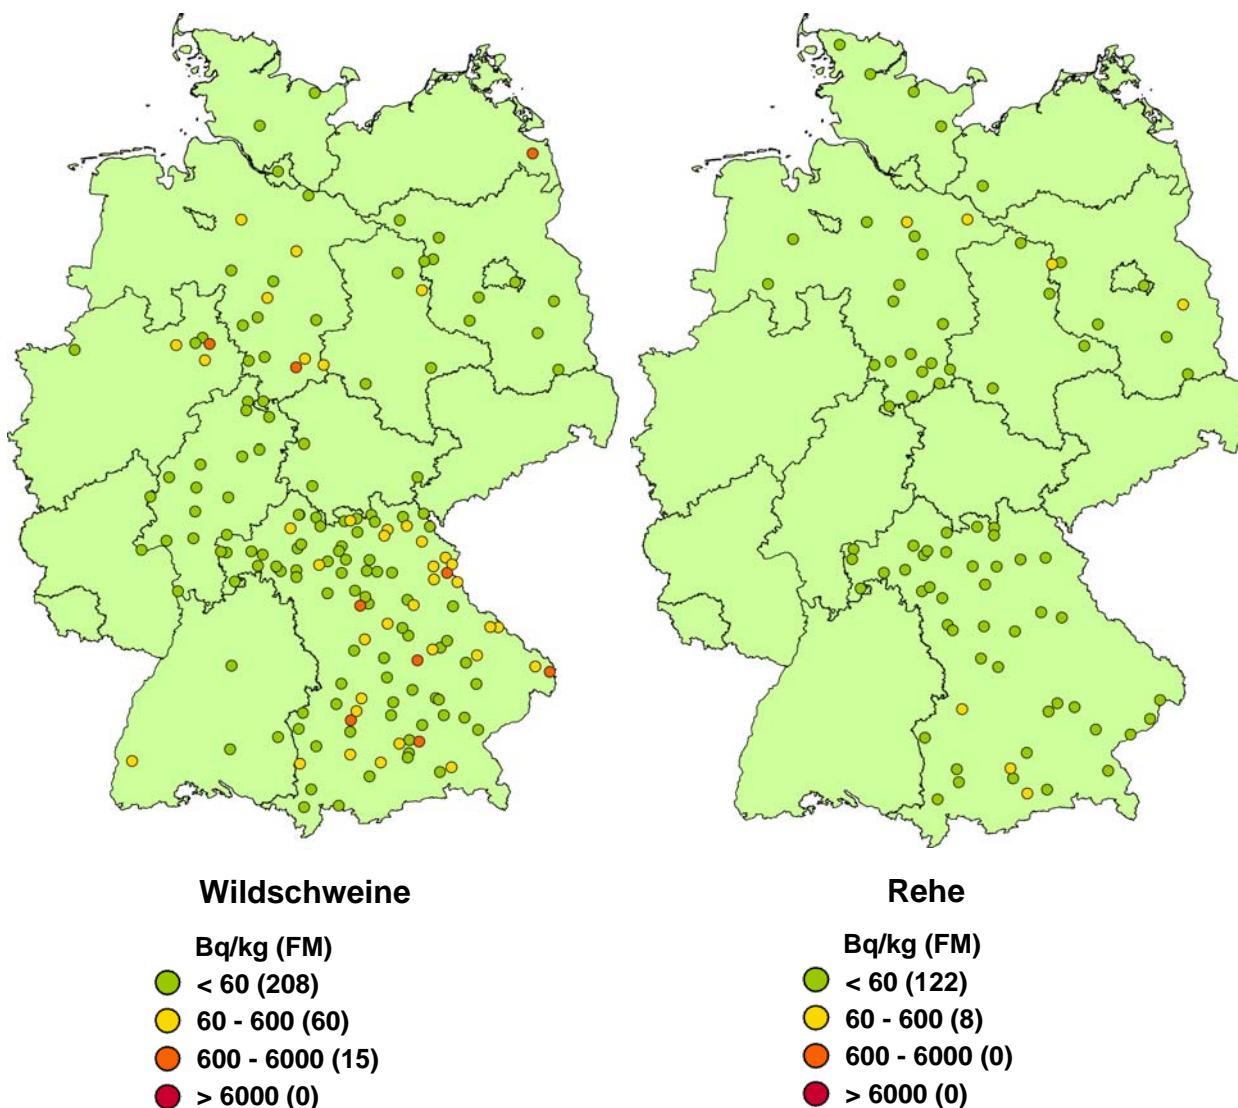 Wildschweine
Bq/kg (FM)
< 60 (208)
60 - 600 (60)
600 - 6000 (15)
> 6000 (0)
Rehe
Bq/kg (FM)
< 60 (122)
60 - 600 (8)
600 - 6000 (0)
> 6000 (0)